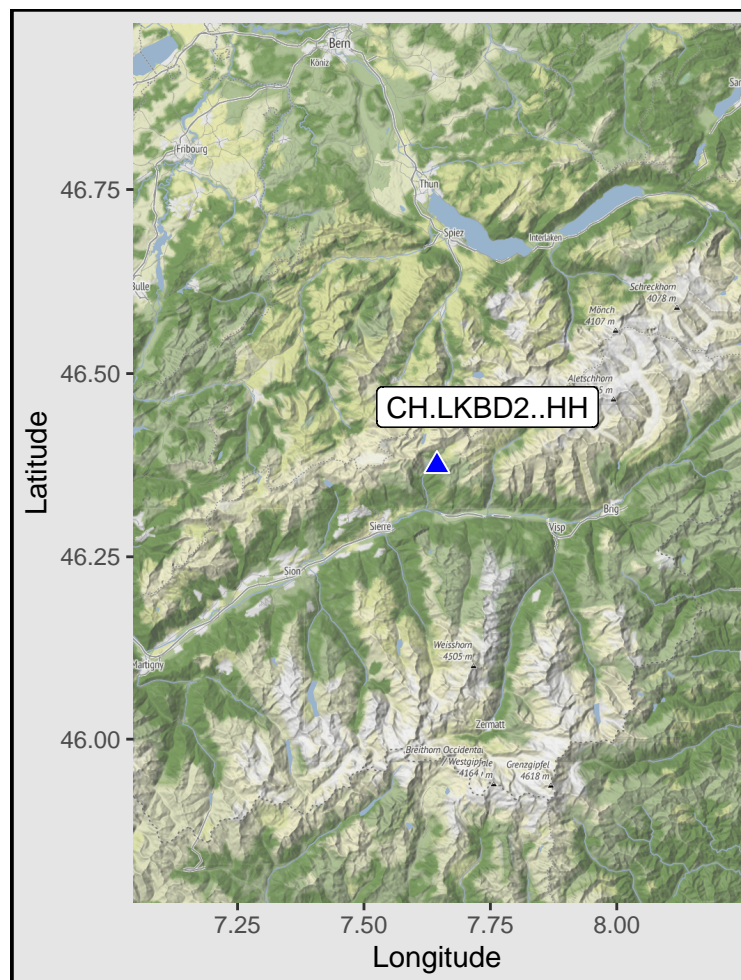 Bern
Köniz
Fribourg
46.75
Thun
Spiez
Interlaken
Bulle
Schreckhorn
4078 m
Mönch
4107 m
46.50
Aletschhorn
CH.LKBD2..HH
Latitude
Sierre
Brig
Visp
46.25
Sion
Martigny
Weisshorn
4505 m
Zermatt
46.00
Breithorn Occidental
/ Westgipfel
4164 m
Grenzgipfel
4618 m
7.25
7.50
7.75
8.00
Longitude